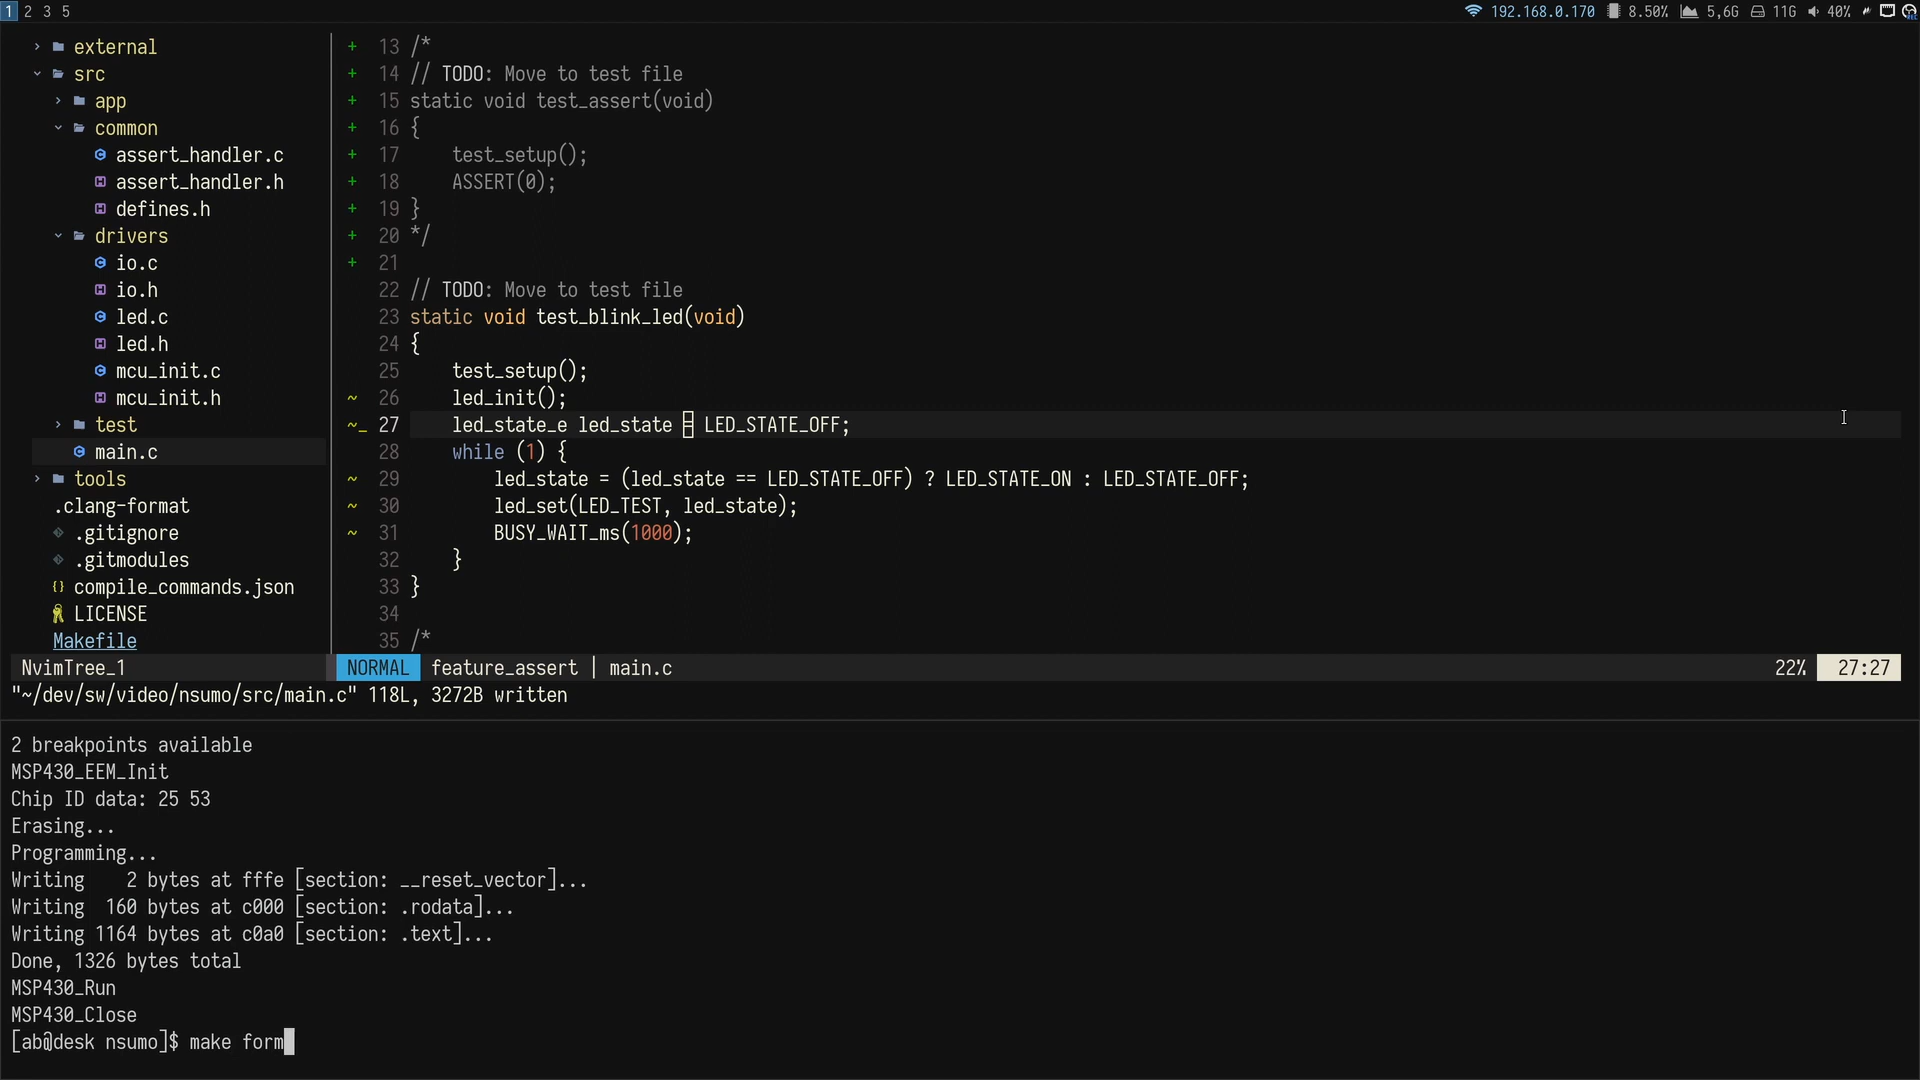 1 2 3 5
192.168.0.170 8.50% 5,6G 11G 40%
external
src
app
common
assert_handler.c
assert_handler.h
defines.h
drivers
io.c
io.h
led.c
led.h
mcu_init.c
mcu_init.h
test
main.c
tools
.clang-format
.gitignore
.gitmodules
compile_commands.json
LICENSE
Makefile
NvimTree_1
+ 13 /*
+ 14 // TODO: Move to test file
+ 15 static void test_assert(void)
+ 16 {
+ 17 test_setup();
+ 18 ASSERT(0);
+ 19 }
+ 20 */
+ 21
22 // TODO: Move to test file
23 static void test_blink_led(void)
24 {
25 test_setup();
~ 26 led_init();
~_ 27 led_state_e led_state = LED_STATE_OFF;
28 while (1) {
~ 29 led_state = (led_state == LED_STATE_OFF) ? LED_STATE_ON : LED_STATE_OFF;
~ 30 led_set(LED_TEST, led_state);
~ 31 BUSY_WAIT_ms(1000);
32 }
33 }
34
35 /*
NORMAL feature_assert | main.c 22% 27:27
"~/dev/sw/video/nsumo/src/main.c" 118L, 3272B written
2 breakpoints available
MSP430_EEM_Init
Chip ID data: 25 53
Erasing...
Programming...
Writing 2 bytes at fffe [section: __reset_vector]...
Writing 160 bytes at c000 [section: .rodata]...
Writing 1164 bytes at c0a0 [section: .text]...
Done, 1326 bytes total
MSP430_Run
MSP430_Close
[ab@desk nsumo]$ make form